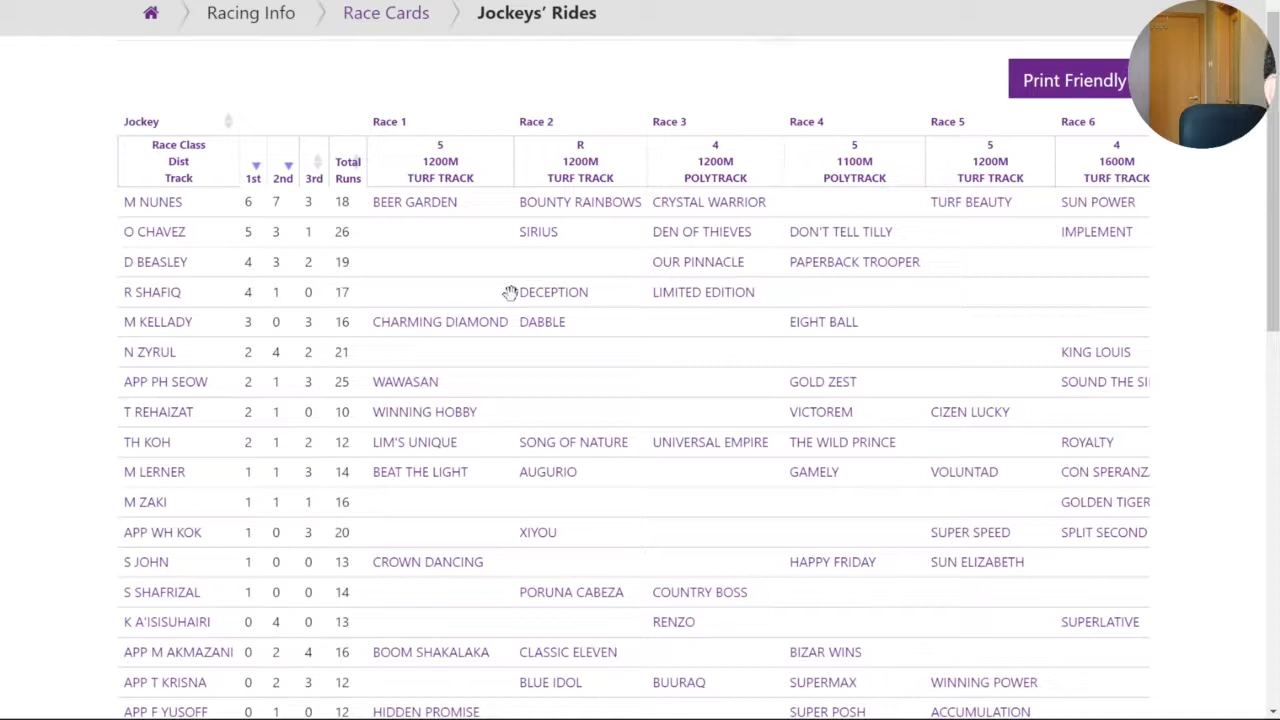 Racing Info Race Cards Jockeys' Rides
Print Friendly
Jockey Race 1 Race 2 Race 3 Race 4 Race 5 Race 6
Race Class 5 R 4 5 5 4
Dist 1200M 1200M 1200M 1100M 1200M 1600M
Track 1st 2nd 3rd Total Runs TURF TRACK TURF TRACK POLYTRACK POLYTRACK TURF TRACK TURF TRACK
M NUNES 6 7 3 18 BEER GARDEN BOUNTY RAINBOWS CRYSTAL WARRIOR TURF BEAUTY SUN POWER
O CHAVEZ 5 3 1 26 SIRIUS DEN OF THIEVES DON'T TELL TILLY IMPLEMENT
D BEASLEY 4 3 2 19 OUR PINNACLE PAPERBACK TROOPER
R SHAFIQ 4 1 0 17 DECEPTION LIMITED EDITION
M KELLADY 3 0 3 16 CHARMING DIAMOND DABBLE EIGHT BALL
N ZYRUL 2 4 2 21 KING LOUIS
APP PH SEOW 2 1 3 25 WAWASAN GOLD ZEST SOUND THE SI
T REHAIZAT 2 1 0 10 WINNING HOBBY VICTOREM CIZEN LUCKY
TH KOH 2 1 2 12 LIM'S UNIQUE SONG OF NATURE UNIVERSAL EMPIRE THE WILD PRINCE ROYALTY
M LERNER 1 1 3 14 BEAT THE LIGHT AUGURIO GAMELY VOLUNTAD CON SPERANZ
M ZAKI 1 1 1 16 GOLDEN TIGER
APP WH KOK 1 0 3 20 XIYOU SUPER SPEED SPLIT SECOND
S JOHN 1 0 0 13 CROWN DANCING HAPPY FRIDAY SUN ELIZABETH
S SHAFRIZAL 1 0 0 14 PORUNA CABEZA COUNTRY BOSS
K A'ISISUHAIRI 0 4 0 13 RENZO SUPERLATIVE
APP M AKMAZANI 0 2 4 16 BOOM SHAKALAKA CLASSIC ELEVEN BIZAR WINS
APP T KRISNA 0 2 3 12 BLUE IDOL BUURAQ SUPERMAX WINNING POWER
APP F YUSOFF 0 1 0 12 HIDDEN PROMISE SUPER POSH ACCUMULATION